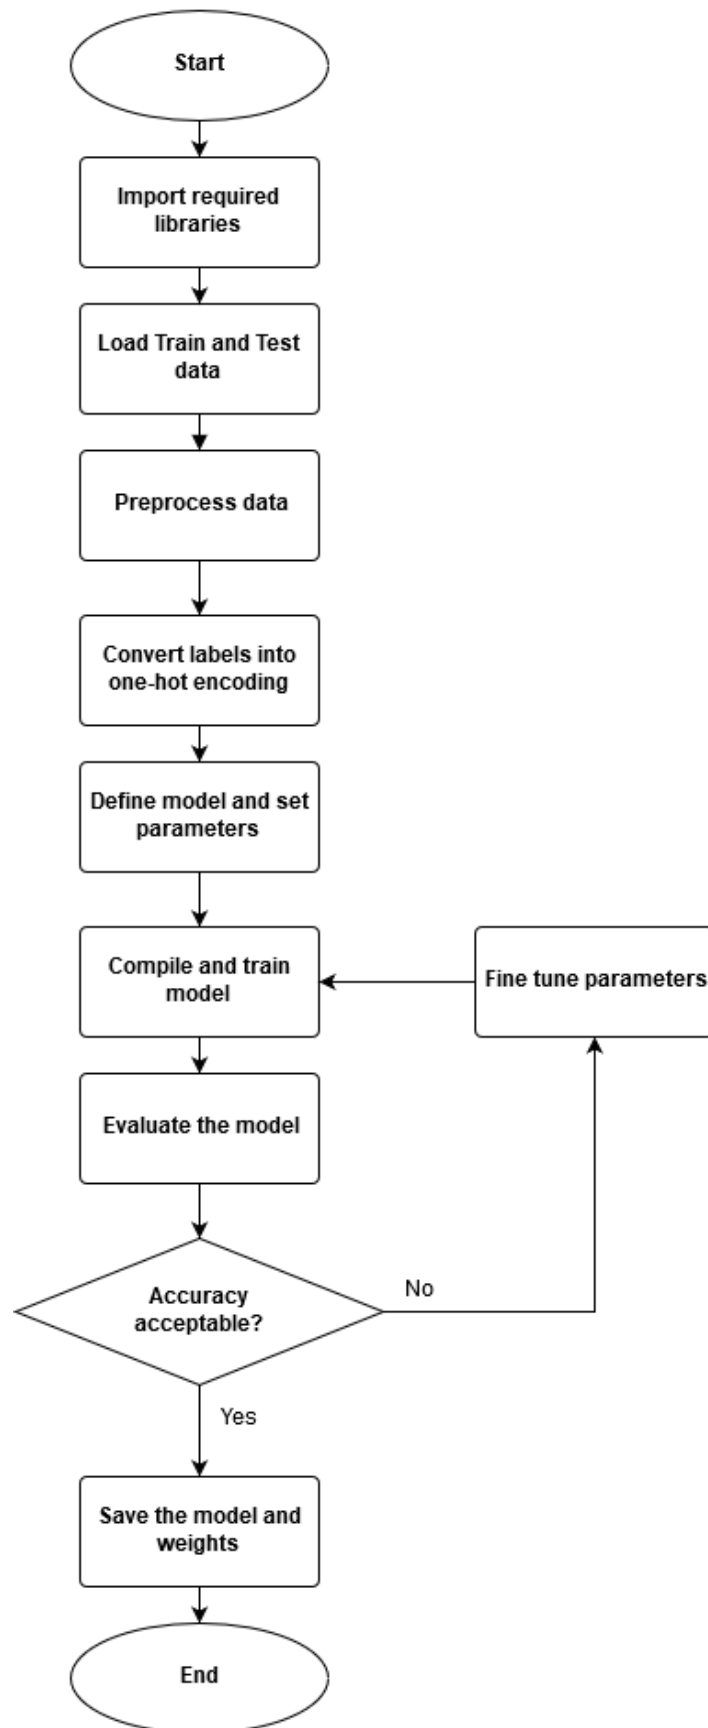 Start
Import required
libraries
Load Train and Test
data
Preprocess data
Convert labels into
one-hot encoding
Define model and set
parameters
Compile and train
model
Fine tune parameters
Evaluate the model
Accuracy
acceptable?
No
Yes
Save the model and
weights
End